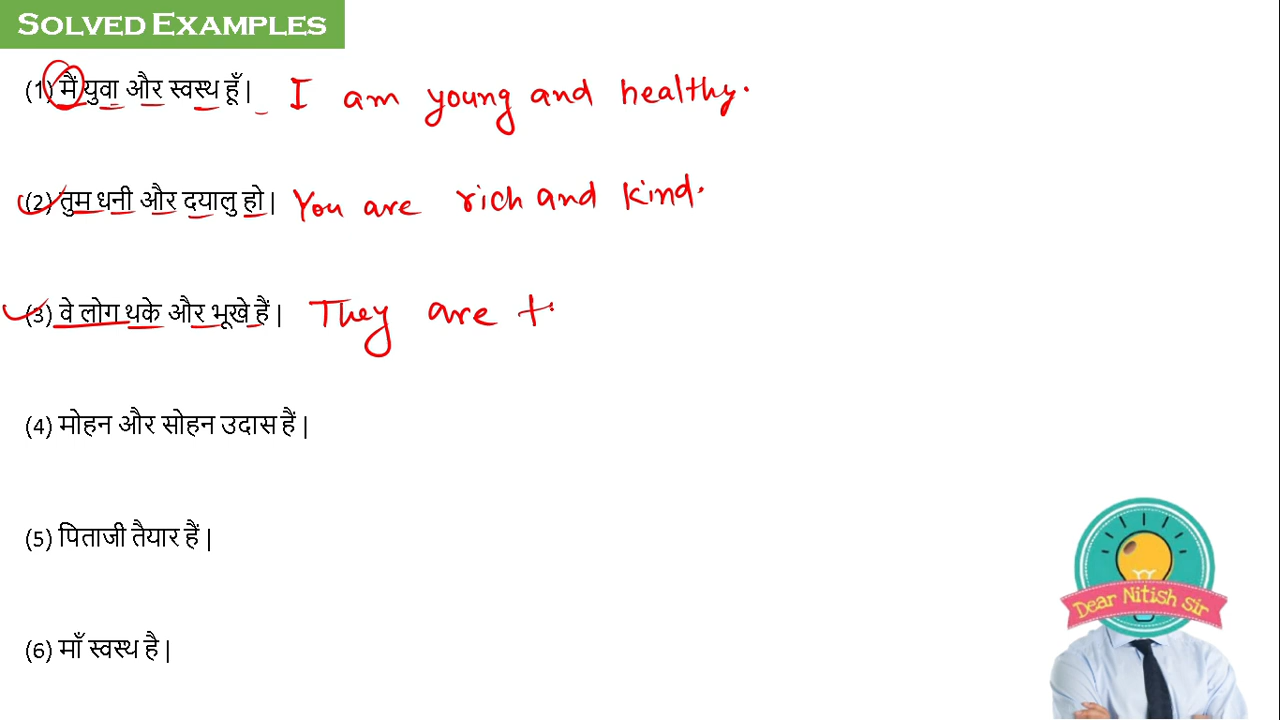 SOLVED EXAMPLES
(1) मैं युवा और स्वस्थ हूँ | I am young and healthy.
(2) तुम धनी और दयालु हो | You are rich and kind.
(3) वे लोग थके और भूखे हैं | They are t
(4) मोहन और सोहन उदास हैं |
(5) पिताजी तैयार हैं |
Dear Nitish sir
(6) माँ स्वस्थ है |